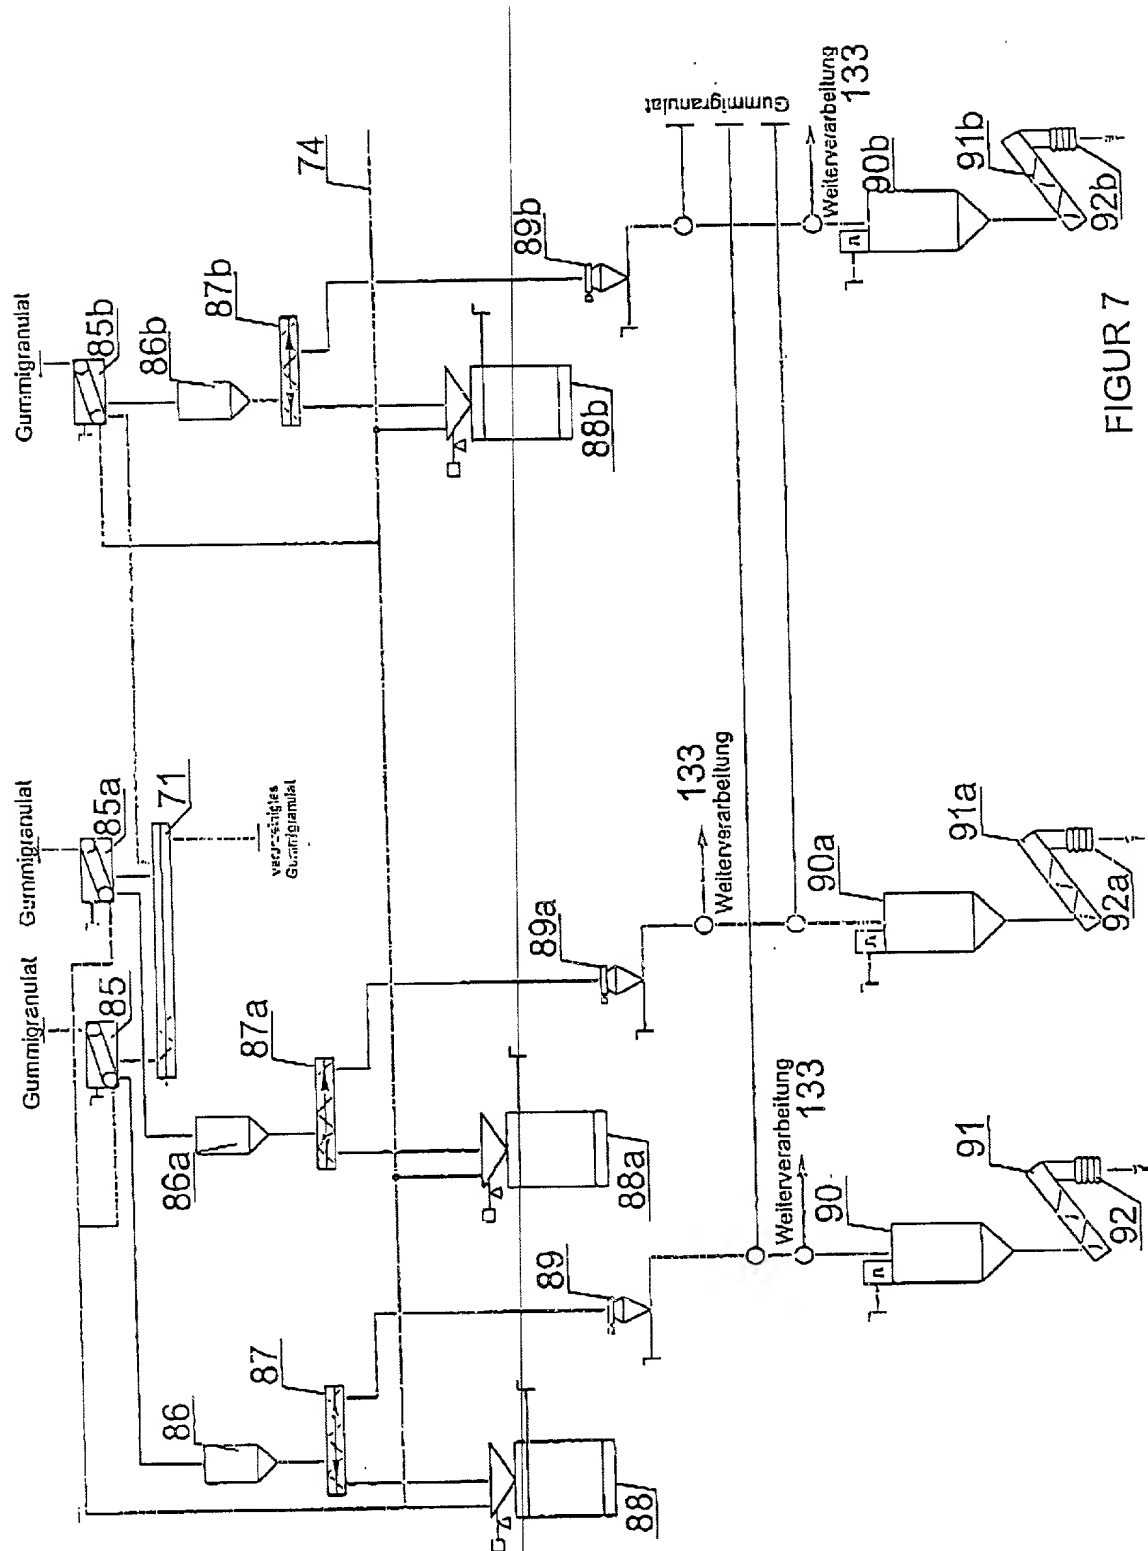 Gummigranulat
85b
86b
87b
74
88b
89b
Gummigranulat
Weiterverarbeitung
133
90b
91b
92b
Gummigranulat
85a
71
Gummigranulat
Gummigranulat
85
86a
87a
88a
89a
133
Weiterverarbeitung
90a
91a
92a
86
87
88
89
Weiterverarbeitung
133
90
91
92
FIGUR 7